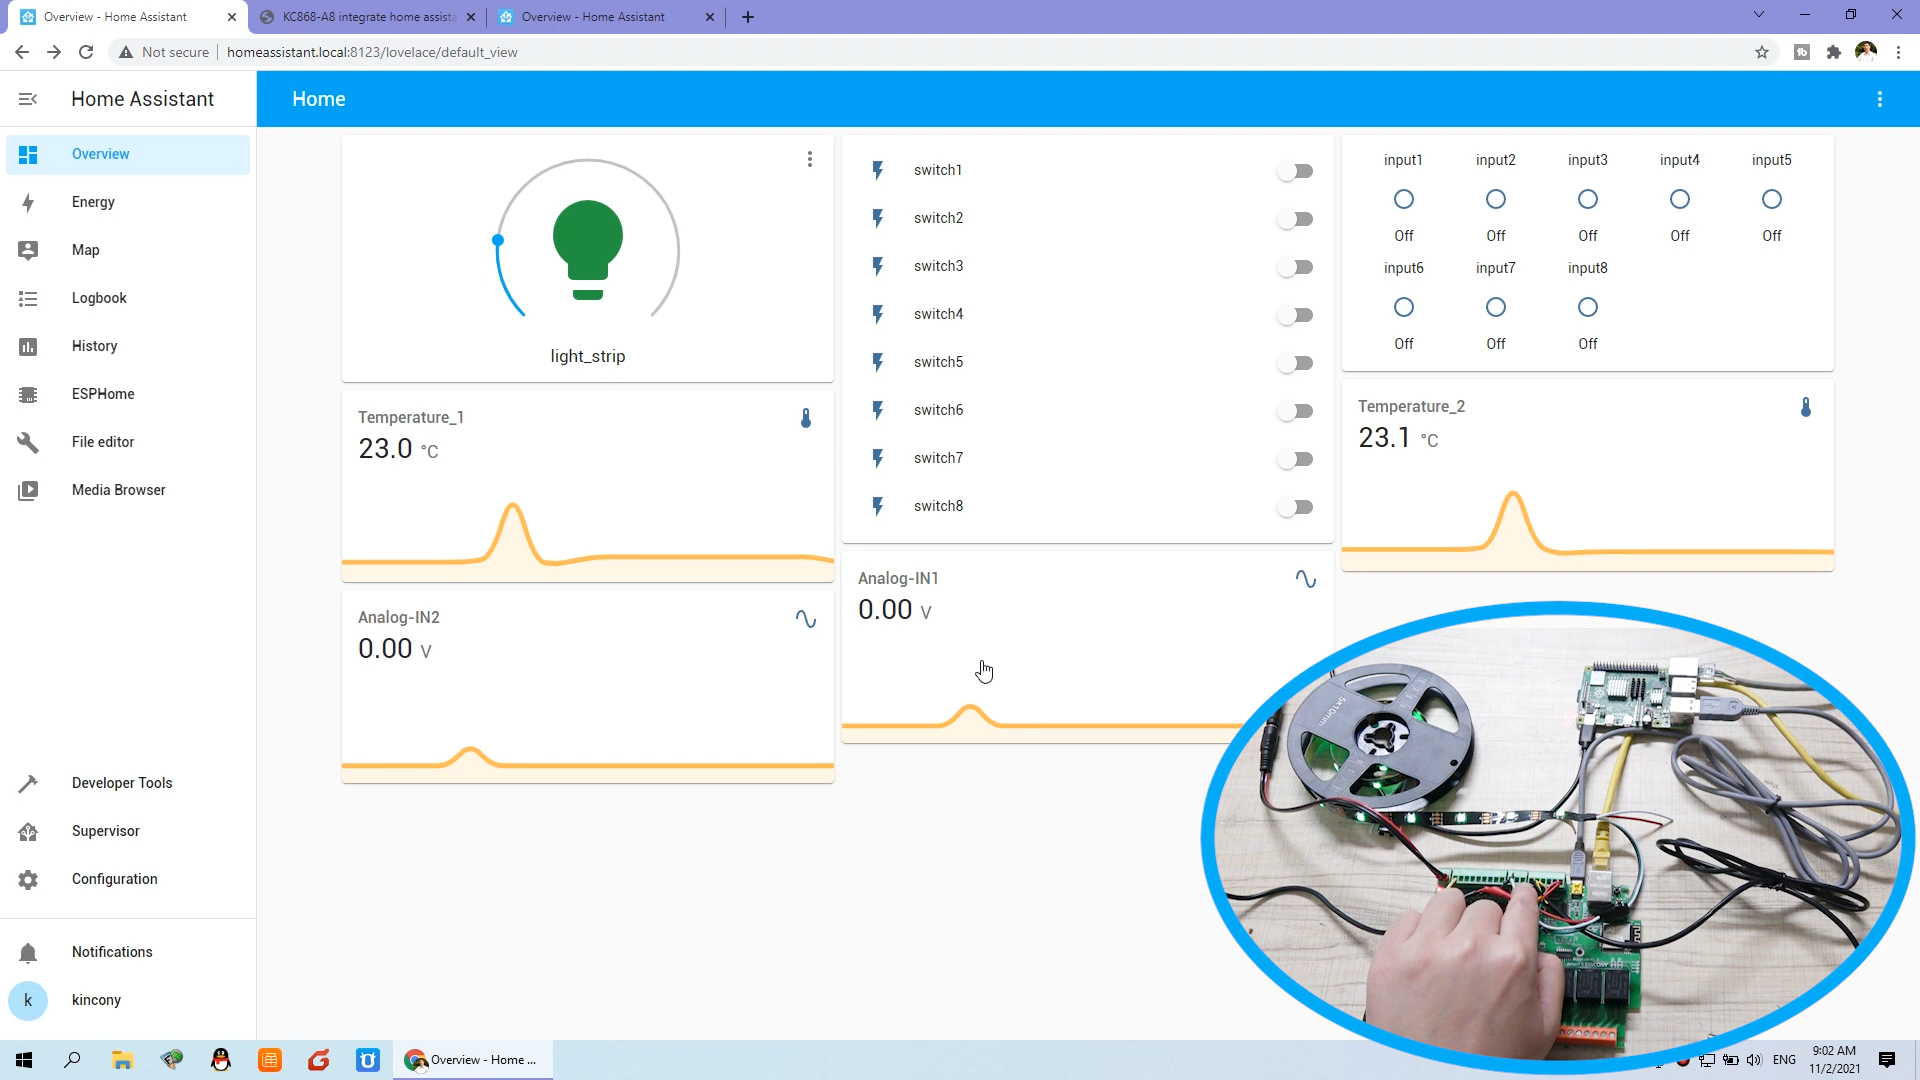 Overview - Home Assistant
KC868-A8 integrate home assista
Overview - Home Assistant
Not secure
homeassistant.local:8123/lovelace/default_view
Home Assistant
Home
Overview
Energy
Map
Logbook
History
ESPHome
File editor
Media Browser
Developer Tools
Supervisor
Configuration
Notifications
k
kincony
light_strip
Temperature_1
23.0 °C
Analog-IN2
0.00 V
switch1
switch2
switch3
switch4
switch5
switch6
switch7
switch8
Analog-IN1
0.00 V
input1 input2 input3 input4 input5
Off Off Off Off Off
input6 input7 input8
Off Off Off
Temperature_2
23.1 °C
5x10mm
Overview - Home ...
ENG
9:02 AM
11/2/2021